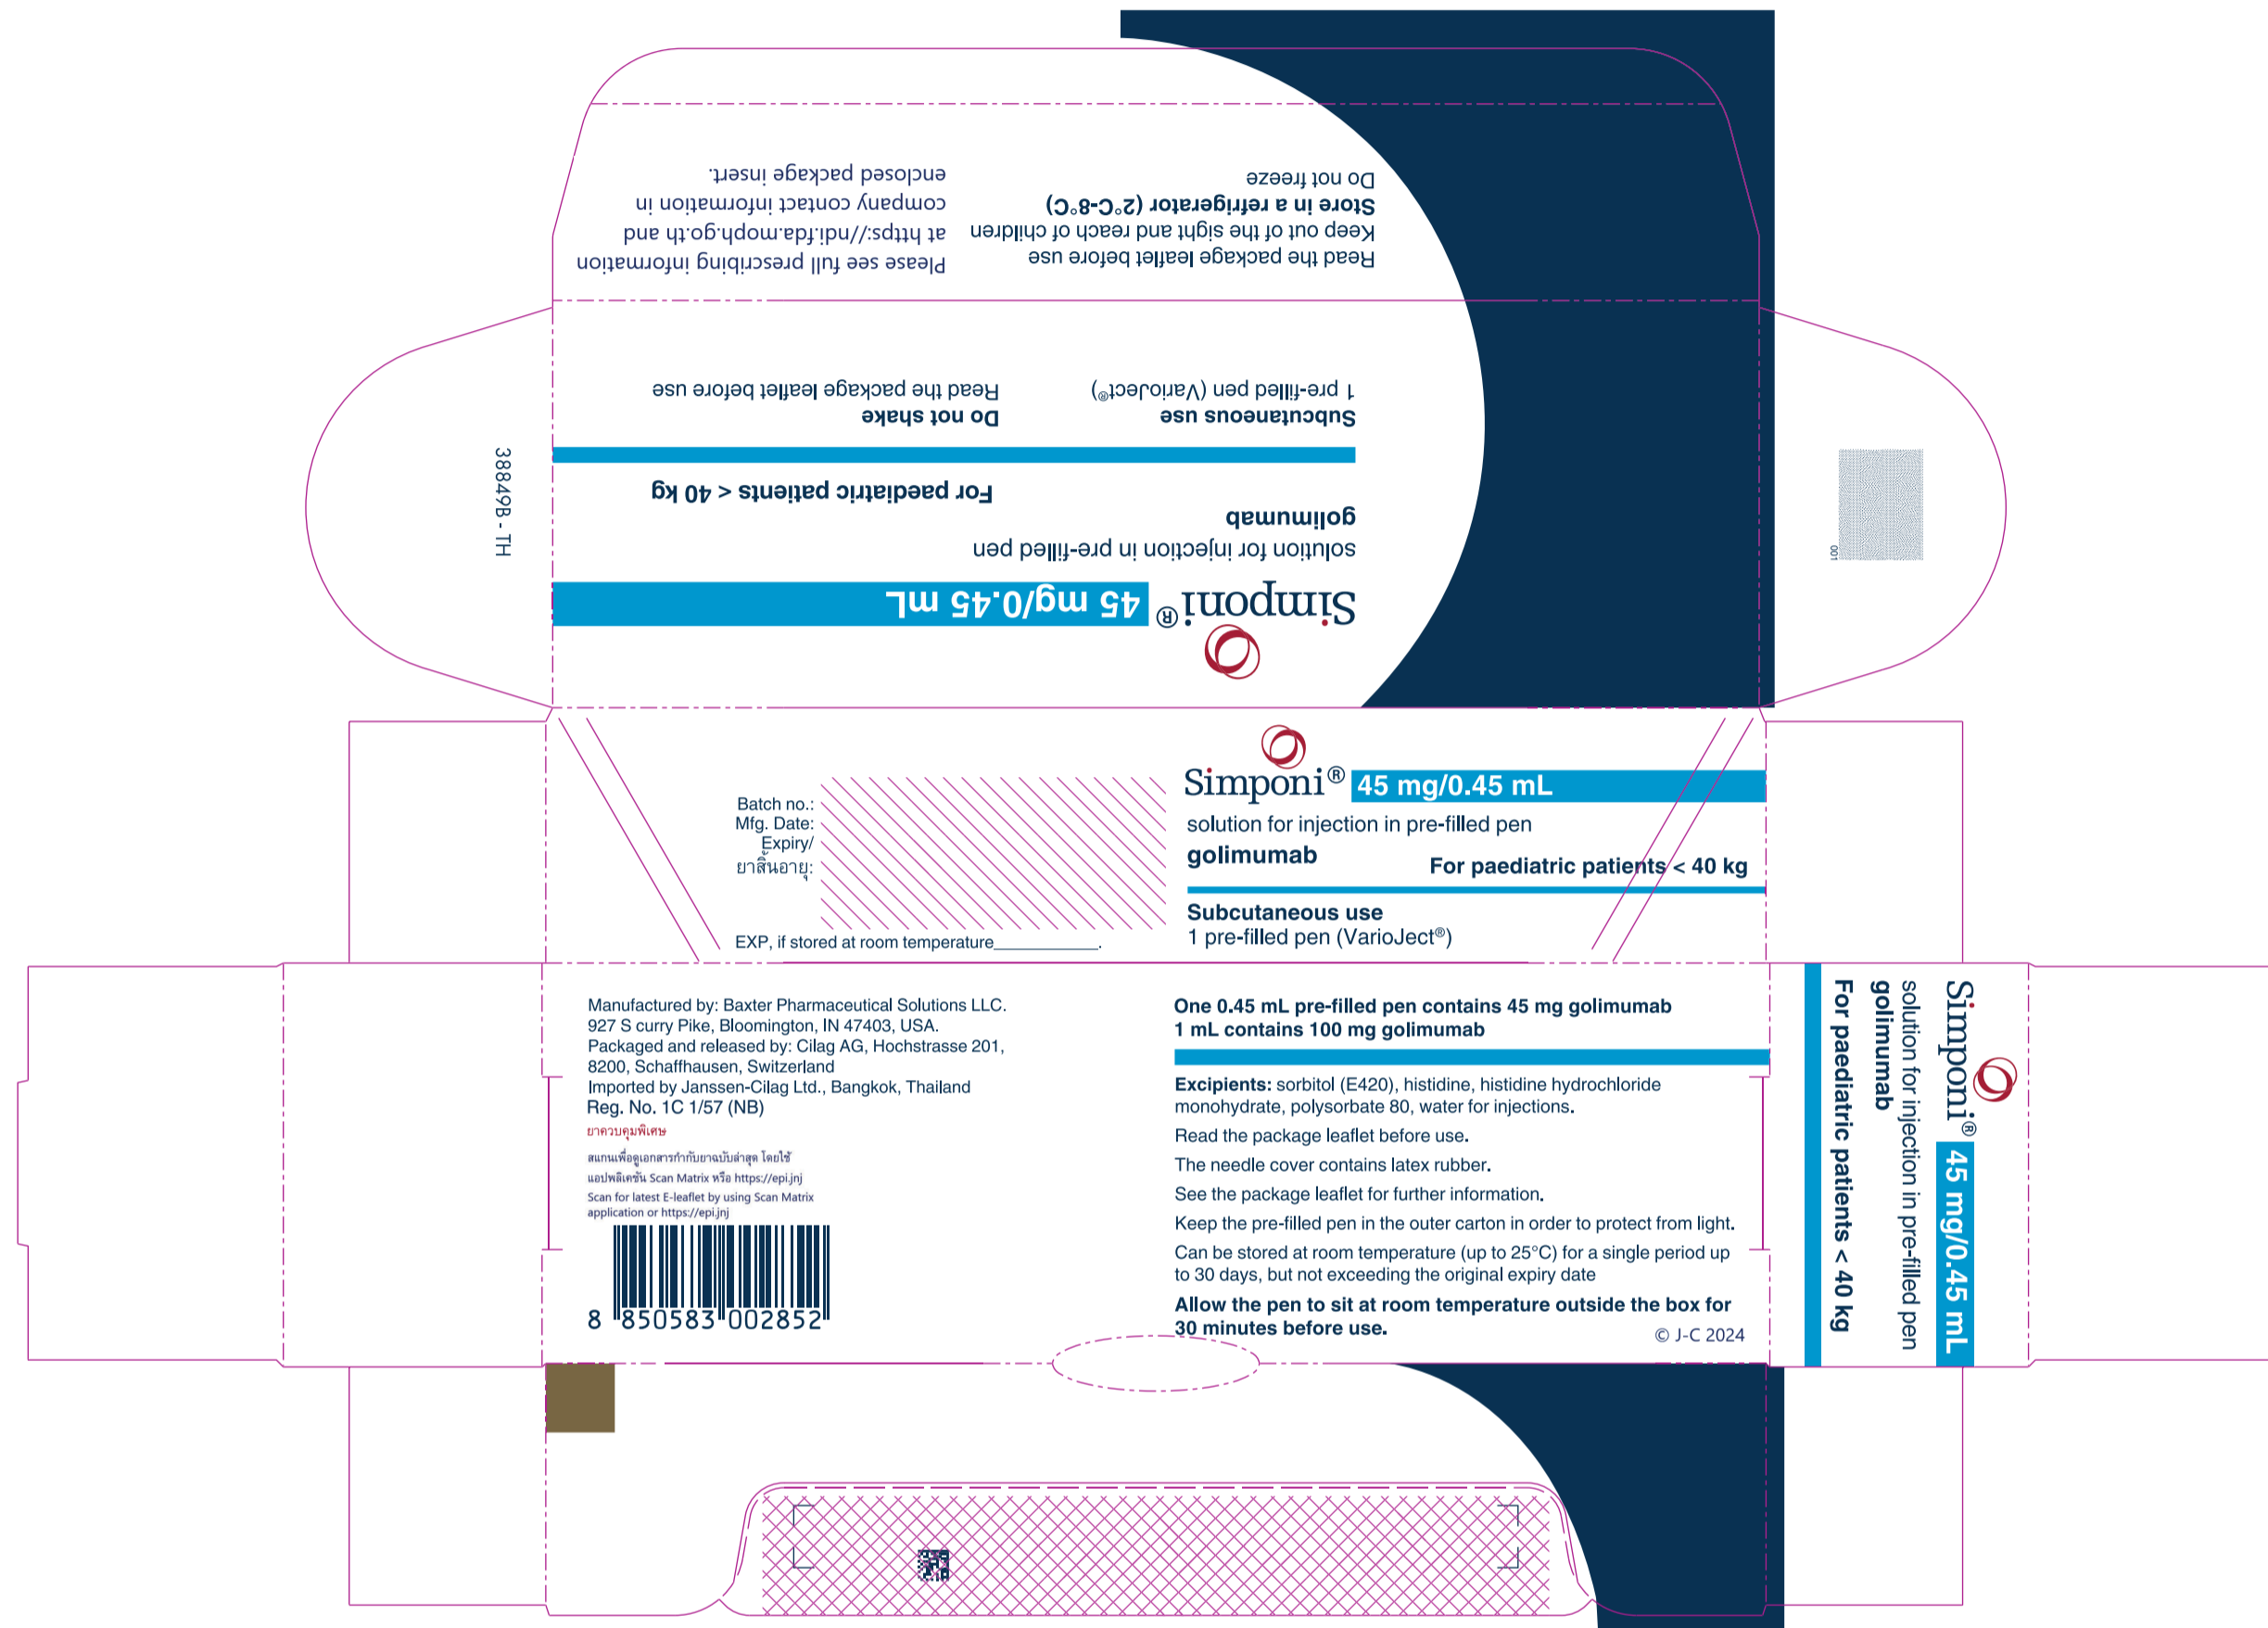 Read the package leaflet before use
Keep out of the sight and reach of children
Store in a refrigerator (2°C-8°C)
Do not freeze
Please see full prescribing information
at https://ndi.fda.moph.go.th and
company contact information in
enclosed package insert.
Simponi® 45 mg/0.45 mL
solution for injection in pre-filled pen
golimumab
For paediatric patients < 40 kg
Subcutaneous use
1 pre-filled pen (VarioJect®)
Do not shake
Read the package leaflet before use
38849B - TH
001
Batch no.:
Mfg. Date:
Expiry/
ยาสิ้นอายุ:
EXP, if stored at room temperature____________.
Simponi® 45 mg/0.45 mL
solution for injection in pre-filled pen
golimumab
For paediatric patients < 40 kg
Subcutaneous use
1 pre-filled pen (VarioJect®)
Manufactured by: Baxter Pharmaceutical Solutions LLC.
927 S curry Pike, Bloomington, IN 47403, USA.
Packaged and released by: Cilag AG, Hochstrasse 201,
8200, Schaffhausen, Switzerland
Imported by Janssen-Cilag Ltd., Bangkok, Thailand
Reg. No. 1C 1/57 (NB)
ยาควบคุมพิเศษ
สแกนเพื่อดูเอกสารกำกับยาฉบับล่าสุด โดยใช้
แอปพลิเคชัน Scan Matrix หรือ https://epi.jnj
Scan for latest E-leaflet by using Scan Matrix
application or https://epi.jnj
8 850583 002852
One 0.45 mL pre-filled pen contains 45 mg golimumab
1 mL contains 100 mg golimumab
Excipients: sorbitol (E420), histidine, histidine hydrochloride
monohydrate, polysorbate 80, water for injections.
Read the package leaflet before use.
The needle cover contains latex rubber.
See the package leaflet for further information.
Keep the pre-filled pen in the outer carton in order to protect from light.
Can be stored at room temperature (up to 25°C) for a single period up
to 30 days, but not exceeding the original expiry date
Allow the pen to sit at room temperature outside the box for
30 minutes before use.
© J-C 2024
Simponi® 45 mg/0.45 mL
solution for injection in pre-filled pen
golimumab
For paediatric patients < 40 kg